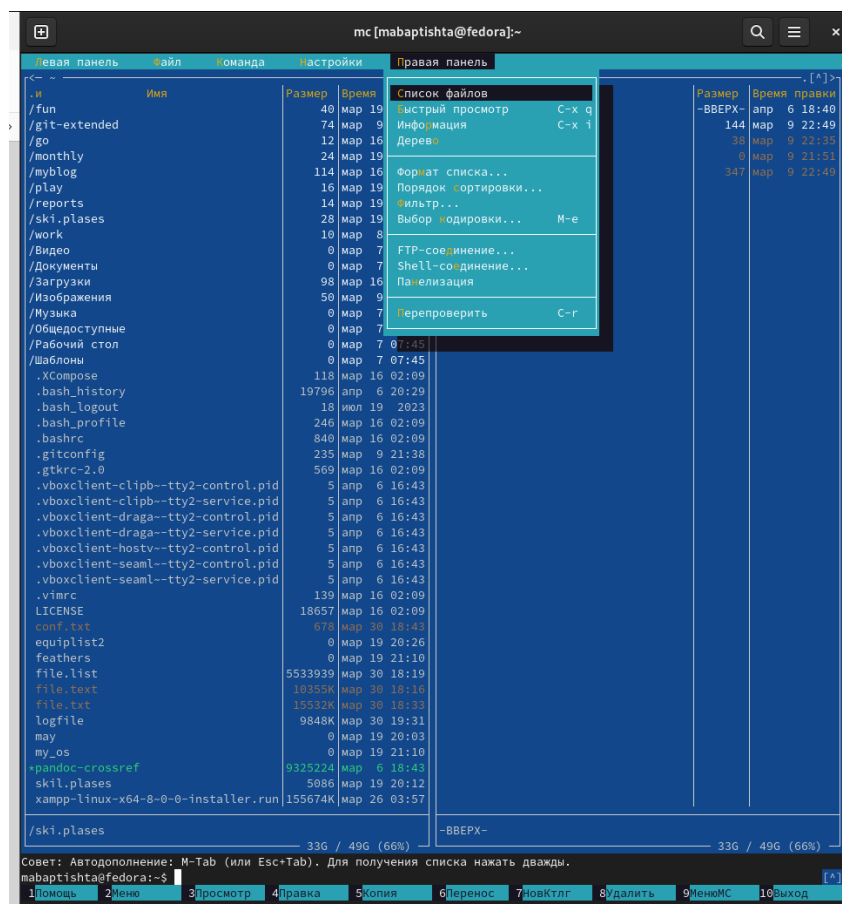 mc [mabaptishta@fedora]:~
Левая панель Файл Команда Настройки Правая панель
<— ~ .[^]>
.и Имя Размер Время Размер Время правки
/fun 40 мар 19 Список файлов -ВВЕРХ- апр 6 18:40
/git-extended 74 мар 9 Быстрый просмотр C-x q 144 мар 9 22:49
/go 12 мар 16 Информация C-x i 38 мар 9 22:35
/monthly 24 мар 19 Дерево 0 мар 9 21:51
/myblog 114 мар 16 Формат списка... 347 мар 9 22:49
/play 16 мар 19 Порядок сортировки...
/reports 14 мар 19 Фильтр...
/ski.plases 28 мар 19 Выбор кодировки... M-e
/work 10 мар 8
/Видео 0 мар 7 FTP-соединение...
/Документы 0 мар 7 Shell-соединение...
/Загрузки 98 мар 16 Панелизация
/Изображения 50 мар 9
/Музыка 0 мар 7 Перепроверить C-r
/Общедоступные 0 мар 7
/Рабочий стол 0 мар 7 07:45
/Шаблоны 0 мар 7 07:45
.XCompose 118 мар 16 02:09
.bash_history 19796 апр 6 20:29
.bash_logout 18 июл 19 2023
.bash_profile 246 мар 16 02:09
.bashrc 840 мар 16 02:09
.gitconfig 235 мар 9 21:38
.gtkrc-2.0 569 мар 16 02:09
.vboxclient-clipb~-tty2-control.pid 5 апр 6 16:43
.vboxclient-clipb~-tty2-service.pid 5 апр 6 16:43
.vboxclient-draga~-tty2-control.pid 5 апр 6 16:43
.vboxclient-draga~-tty2-service.pid 5 апр 6 16:43
.vboxclient-hostv~-tty2-control.pid 5 апр 6 16:43
.vboxclient-seaml~-tty2-control.pid 5 апр 6 16:43
.vboxclient-seaml~-tty2-service.pid 5 апр 6 16:43
.vimrc 139 мар 16 02:09
LICENSE 18657 мар 16 02:09
conf.txt 678 мар 30 18:43
equiplist2 0 мар 19 20:26
feathers 0 мар 19 21:10
file.list 5533939 мар 30 18:19
file.text 10355K мар 30 18:16
file.txt 15532K мар 30 18:33
logfile 9848K мар 30 19:31
may 0 мар 19 20:03
my_os 0 мар 19 21:10
*pandoc-crossref 9325224 мар 6 18:43
skil.plases 5086 мар 19 20:12
xampp-linux-x64-8~0-0-installer.run 155674K мар 26 03:57
/ski.plases -ВВЕРХ-
33G / 49G (66%) 33G / 49G (66%)
Совет: Автодополнение: M-Tab (или Esc+Tab). Для получения списка нажать дважды.
mabaptishta@fedora:~$ [^]
1Помощь 2Меню 3Просмотр 4Правка 5Копия 6Перенос 7НовКтлг 8Удалить 9МенюMC 10Выход